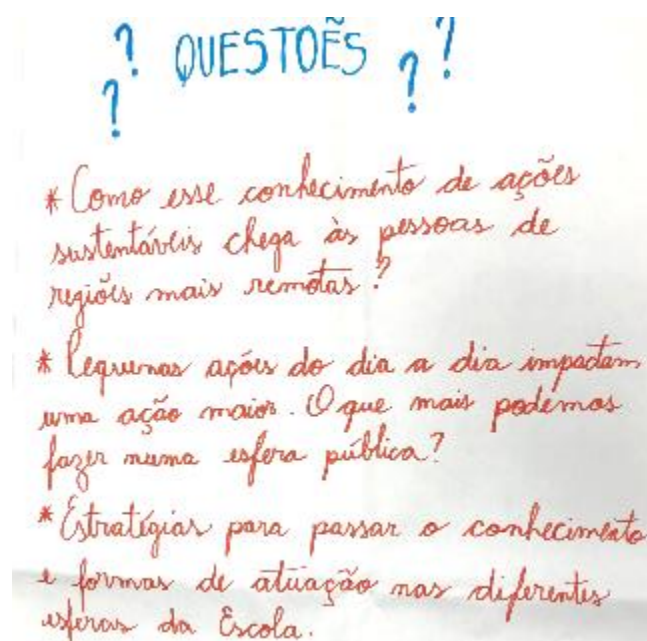 ? ? QUESTOẼS ? ?
* Como esse conhecimento de ações
sustentáveis chega às pessoas de
regiões mais remotas?
* Pequenas ações do dia a dia impactam
uma ação maior. O que mais podemos
fazer numa esfera pública?
* Estratégias para passar o conhecimento
e formas de atuação nas diferentes
esferas da Escola.